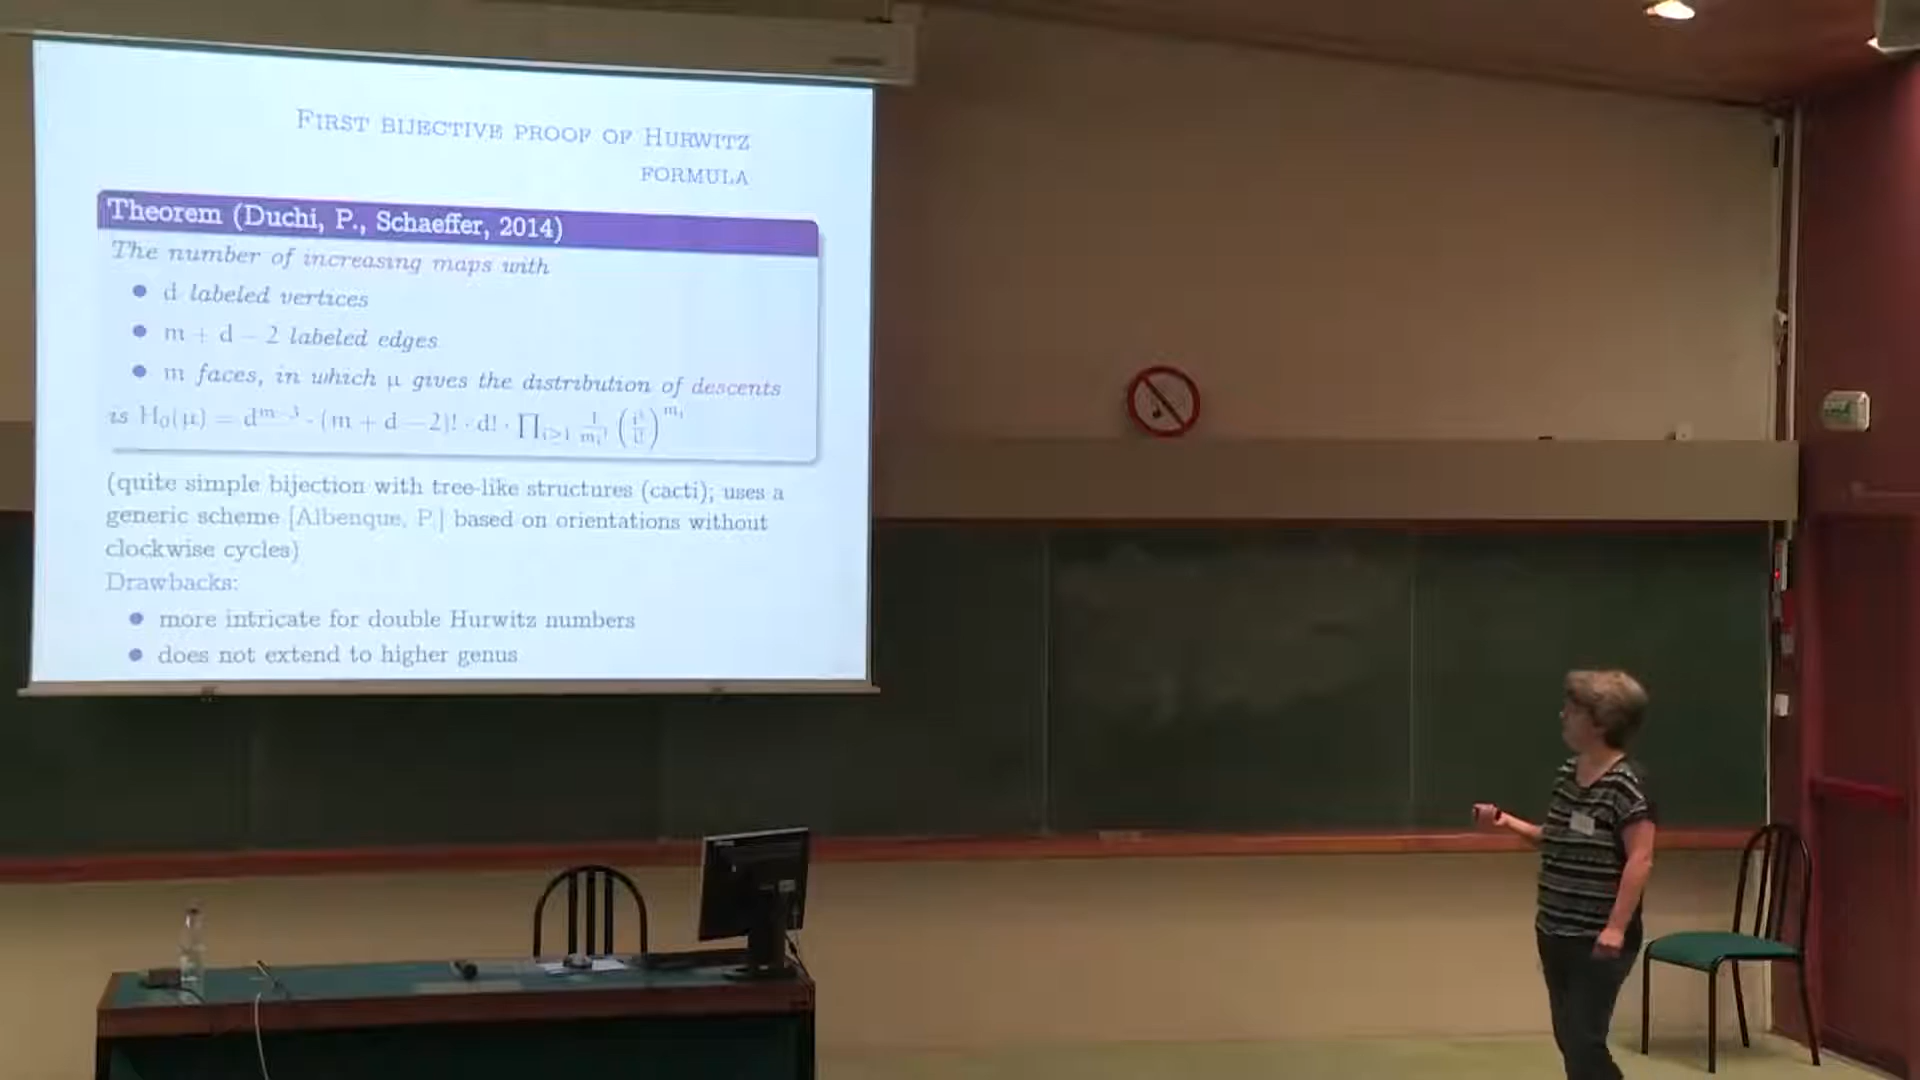 First bijective proof of Hurwitz
formula
Theorem (Duchi, P., Schaeffer, 2014)
The number of increasing maps with
● d labeled vertices
● m + d − 2 labeled edges
● m faces, in which μ gives the distribution of descents
is H₀(μ) = d^{m−3} · (m + d − 2)! · d! · ∏_{i≥1} 1/m_i! (i^i/i!)^{m_i}
(quite simple bijection with tree-like structures (cacti); uses a
generic scheme [Albenque, P.] based on orientations without
clockwise cycles)
Drawbacks:
● more intricate for double Hurwitz numbers
● does not extend to higher genus